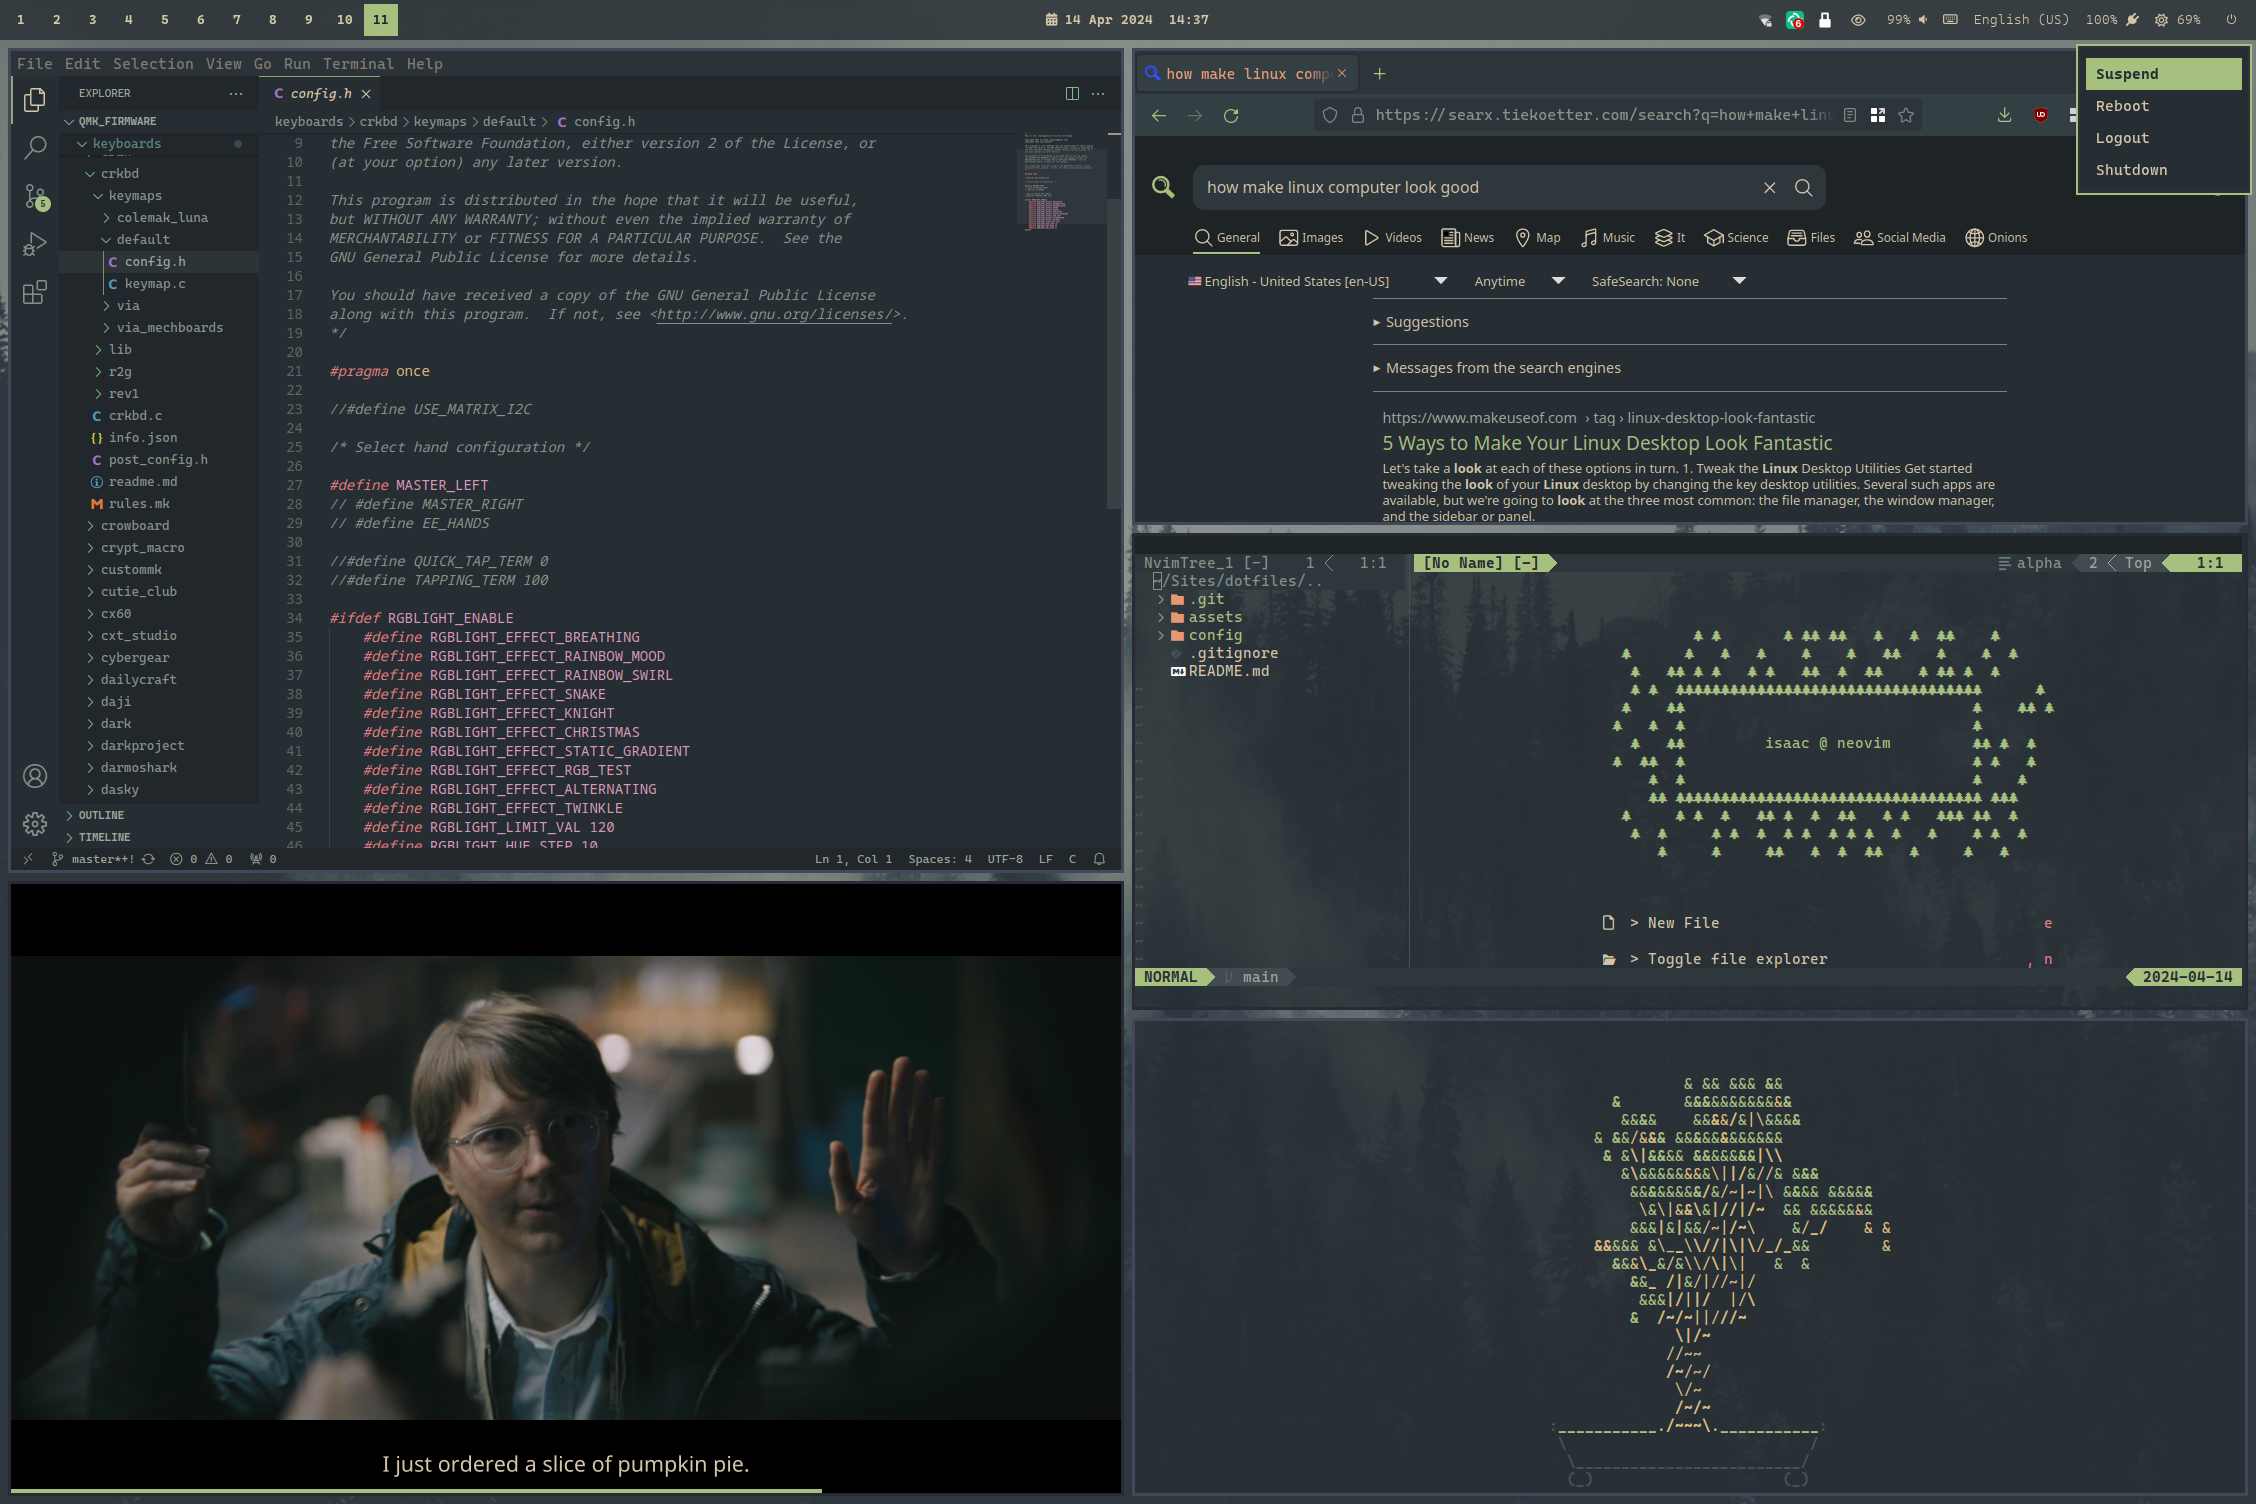 1 2 3 4 5 6 7 8 9 10 11
14 Apr 2024 14:37
6 99% English (US) 100% 69%
Suspend
Reboot
Logout
Shutdown
File Edit Selection View Go Run Terminal Help
EXPLORER ···
QMK_FIRMWARE
keyboards
crkbd
keymaps
colemak_luna
default
C config.h
C keymap.c
via
via_mechboards
lib
r2g
rev1
C crkbd.c
{} info.json
C post_config.h
readme.md
M rules.mk
crowboard
crypt_macro
custommk
cutie_club
cx60
cxt_studio
cybergear
dailycraft
daji
dark
darkproject
darmoshark
dasky
OUTLINE
TIMELINE
5
C config.h
keyboards > crkbd > keymaps > default > C config.h
9 the Free Software Foundation, either version 2 of the License, or
10 (at your option) any later version.
11
12 This program is distributed in the hope that it will be useful,
13 but WITHOUT ANY WARRANTY; without even the implied warranty of
14 MERCHANTABILITY or FITNESS FOR A PARTICULAR PURPOSE.  See the
15 GNU General Public License for more details.
16
17 You should have received a copy of the GNU General Public License
18 along with this program.  If not, see <http://www.gnu.org/licenses/>.
19 */
20
21 #pragma once
22
23 //#define USE_MATRIX_I2C
24
25 /* Select hand configuration */
26
27 #define MASTER_LEFT
28 // #define MASTER_RIGHT
29 // #define EE_HANDS
30
31 //#define QUICK_TAP_TERM 0
32 //#define TAPPING_TERM 100
33
34 #ifdef RGBLIGHT_ENABLE
35 #define RGBLIGHT_EFFECT_BREATHING
36 #define RGBLIGHT_EFFECT_RAINBOW_MOOD
37 #define RGBLIGHT_EFFECT_RAINBOW_SWIRL
38 #define RGBLIGHT_EFFECT_SNAKE
39 #define RGBLIGHT_EFFECT_KNIGHT
40 #define RGBLIGHT_EFFECT_CHRISTMAS
41 #define RGBLIGHT_EFFECT_STATIC_GRADIENT
42 #define RGBLIGHT_EFFECT_RGB_TEST
43 #define RGBLIGHT_EFFECT_ALTERNATING
44 #define RGBLIGHT_EFFECT_TWINKLE
45 #define RGBLIGHT_LIMIT_VAL 120
46 #define RGBLIGHT_HUE_STEP 10
master*+! 0 0 0 Ln 1, Col 1 Spaces: 4 UTF-8 LF C
I just ordered a slice of pumpkin pie.
how make linux comp
https://searx.tiekoetter.com/search?q=how+make+lin
how make linux computer look good
General Images Videos News Map Music It Science Files Social Media Onions
English - United States [en-US] Anytime SafeSearch: None
Suggestions
Messages from the search engines
https://www.makeuseof.com › tag › linux-desktop-look-fantastic
5 Ways to Make Your Linux Desktop Look Fantastic
Let's take a look at each of these options in turn. 1. Tweak the Linux Desktop Utilities Get started
tweaking the look of your Linux desktop by changing the key desktop utilities. Several such apps are
available, but we're going to look at the three most common: the file manager, the window manager,
and the sidebar or panel.
NvimTree_1 [-] 1 1:1 [No Name] [-] alpha 2 Top 1:1
/Sites/dotfiles/..
.git
assets
config
.gitignore
README.md
isaac @ neovim
> New File e
> Toggle file explorer , n
NORMAL main 2024-04-14